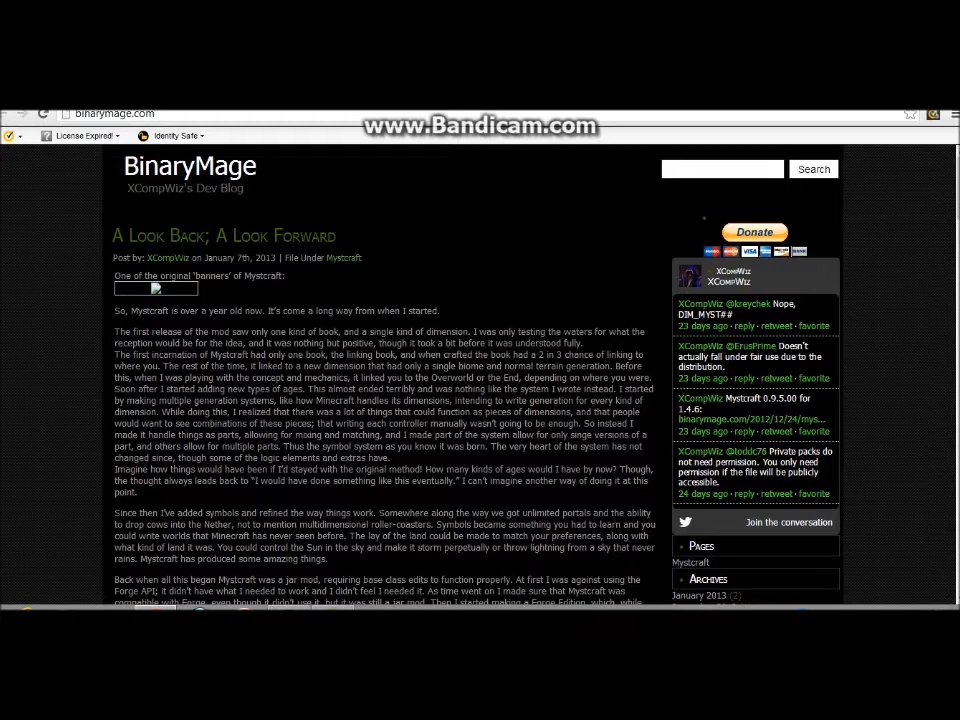 binarymage.com
www.Bandicam.com
License Expired!
Identity Safe
BinaryMage
XCompWiz's Dev Blog
Search
A Look Back; A Look Forward
Post by: XCompWiz on January 7th, 2013 | File Under Mystcraft
One of the original 'banners' of Mystcraft:
So, Mystcraft is over a year old now. It's come a long way from when I started.
The first release of the mod saw only one kind of book, and a single kind of dimension. I was only testing the waters for what the
reception would be for the idea, and it was nothing but positive, though it took a bit before it was understood fully.
The first incarnation of Mystcraft had only one book, the linking book, and when crafted the book had a 2 in 3 chance of linking to
where you. The rest of the time, it linked to a new dimension that had only a single biome and normal terrain generation. Before
this, when I was playing with the concept and mechanics, it linked you to the Overworld or the End, depending on where you were.
Soon after I started adding new types of ages. This almost ended terribly and was nothing like the system I wrote instead. I started
by making multiple generation systems, like how Minecraft handles its dimensions, intending to write generation for every kind of
dimension. While doing this, I realized that there was a lot of things that could function as pieces of dimensions, and that people
would want to see combinations of these pieces; that writing each controller manually wasn't going to be enough. So instead I
made it handle things as parts, allowing for mixing and matching, and I made part of the system allow for only singe versions of a
part, and others allow for multiple parts. Thus the symbol system as you know it was born. The very heart of the system has not
changed since, though some of the logic elements and extras have.
Imagine how things would have been if I'd stayed with the original method! How many kinds of ages would I have by now? Though,
the thought always leads back to "I would have done something like this eventually." I can't imagine another way of doing it at this
point.
Since then I've added symbols and refined the way things work. Somewhere along the way we got unlimited portals and the ability
to drop cows into the Nether, not to mention multidimensional roller-coasters. Symbols became something you had to learn and you
could write worlds that Minecraft has never seen before. The lay of the land could be made to match your preferences, along with
what kind of land it was. You could control the Sun in the sky and make it storm perpetually or throw lightning from a sky that never
rains. Mystcraft has produced some amazing things.
Back when all this began Mystcraft was a jar mod, requiring base class edits to function properly. At first I was against using the
Forge API; it didn't have what I needed to work and I didn't feel I needed it. As time went on I made sure that Mystcraft was
compatible with Forge, even though it didn't use it, but it was still a jar mod. Then I started making a Forge Edition, which, while
Donate
VISA
XCompWiz
XCompWiz
XCompWiz @kreychek Nope,
DIM_MYST##
23 days ago · reply · retweet · favorite
XCompWiz @ErusPrime Doesn't
actually fall under fair use due to the
distribution.
23 days ago · reply · retweet · favorite
XCompWiz Mystcraft 0.9.5.00 for
1.4.6:
binarymage.com/2012/12/24/mys...
23 days ago · reply · retweet · favorite
XCompWiz @toddc76 Private packs do
not need permission. You only need
permission if the file will be publicly
accessible.
24 days ago · reply · retweet · favorite
Join the conversation
Pages
Mystcraft
Archives
January 2013 (2)